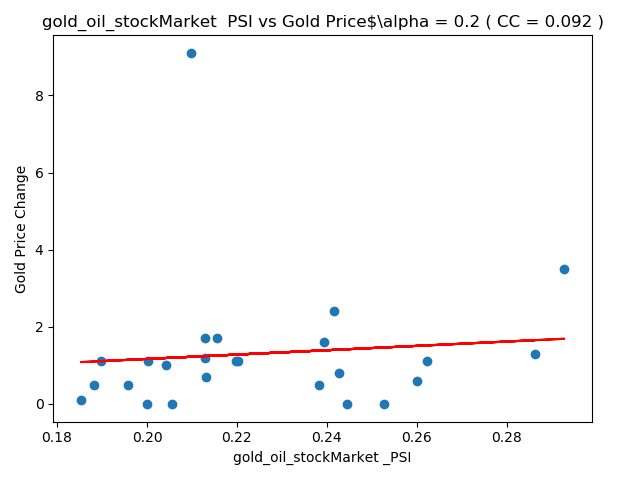 gold_oil_stockMarket  PSI vs Gold Price$\alpha = 0.2 ( CC = 0.092 )
Gold Price Change
8
6
4
2
0
0.18 0.20 0.22 0.24 0.26 0.28
gold_oil_stockMarket _PSI